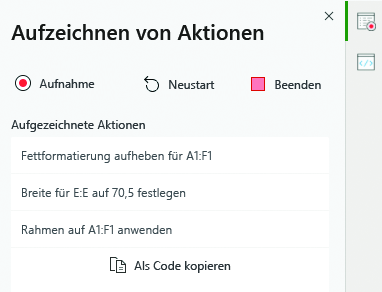 Aufzeichnen von Aktionen
Aufnahme Neustart Beenden
Aufgezeichnete Aktionen
Fettformatierung aufheben für A1:F1
Breite für E:E auf 70,5 festlegen
Rahmen auf A1:F1 anwenden
Als Code kopieren